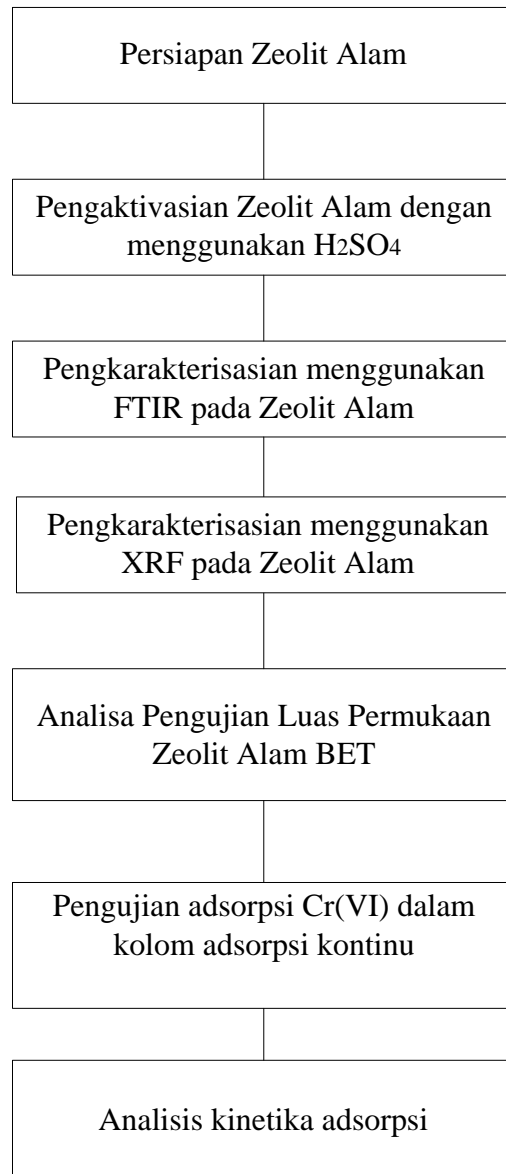 Persiapan Zeolit Alam
Pengaktivasian Zeolit Alam dengan
menggunakan H2SO4
Pengkarakterisasian menggunakan
FTIR pada Zeolit Alam
Pengkarakterisasian menggunakan
XRF pada Zeolit Alam
Analisa Pengujian Luas Permukaan
Zeolit Alam BET
Pengujian adsorpsi Cr(VI) dalam
kolom adsorpsi kontinu
Analisis kinetika adsorpsi